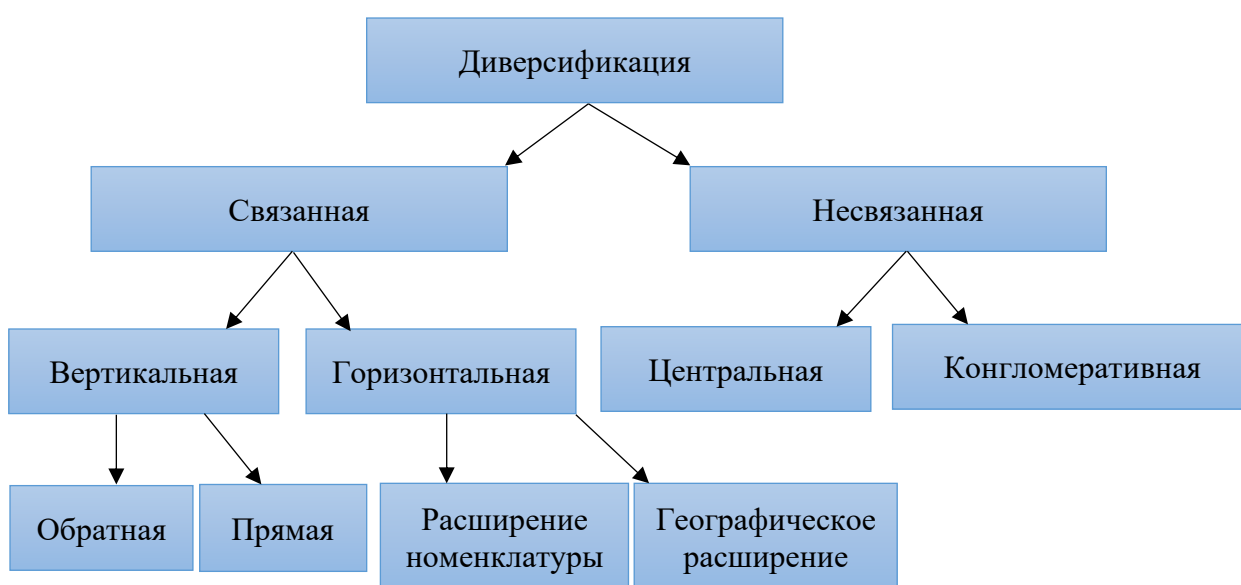 Диверсификация
Связанная
Несвязанная
Вертикальная
Горизонтальная
Центральная
Конгломеративная
Обратная
Прямая
Расширение
номенклатуры
Географическое
расширение